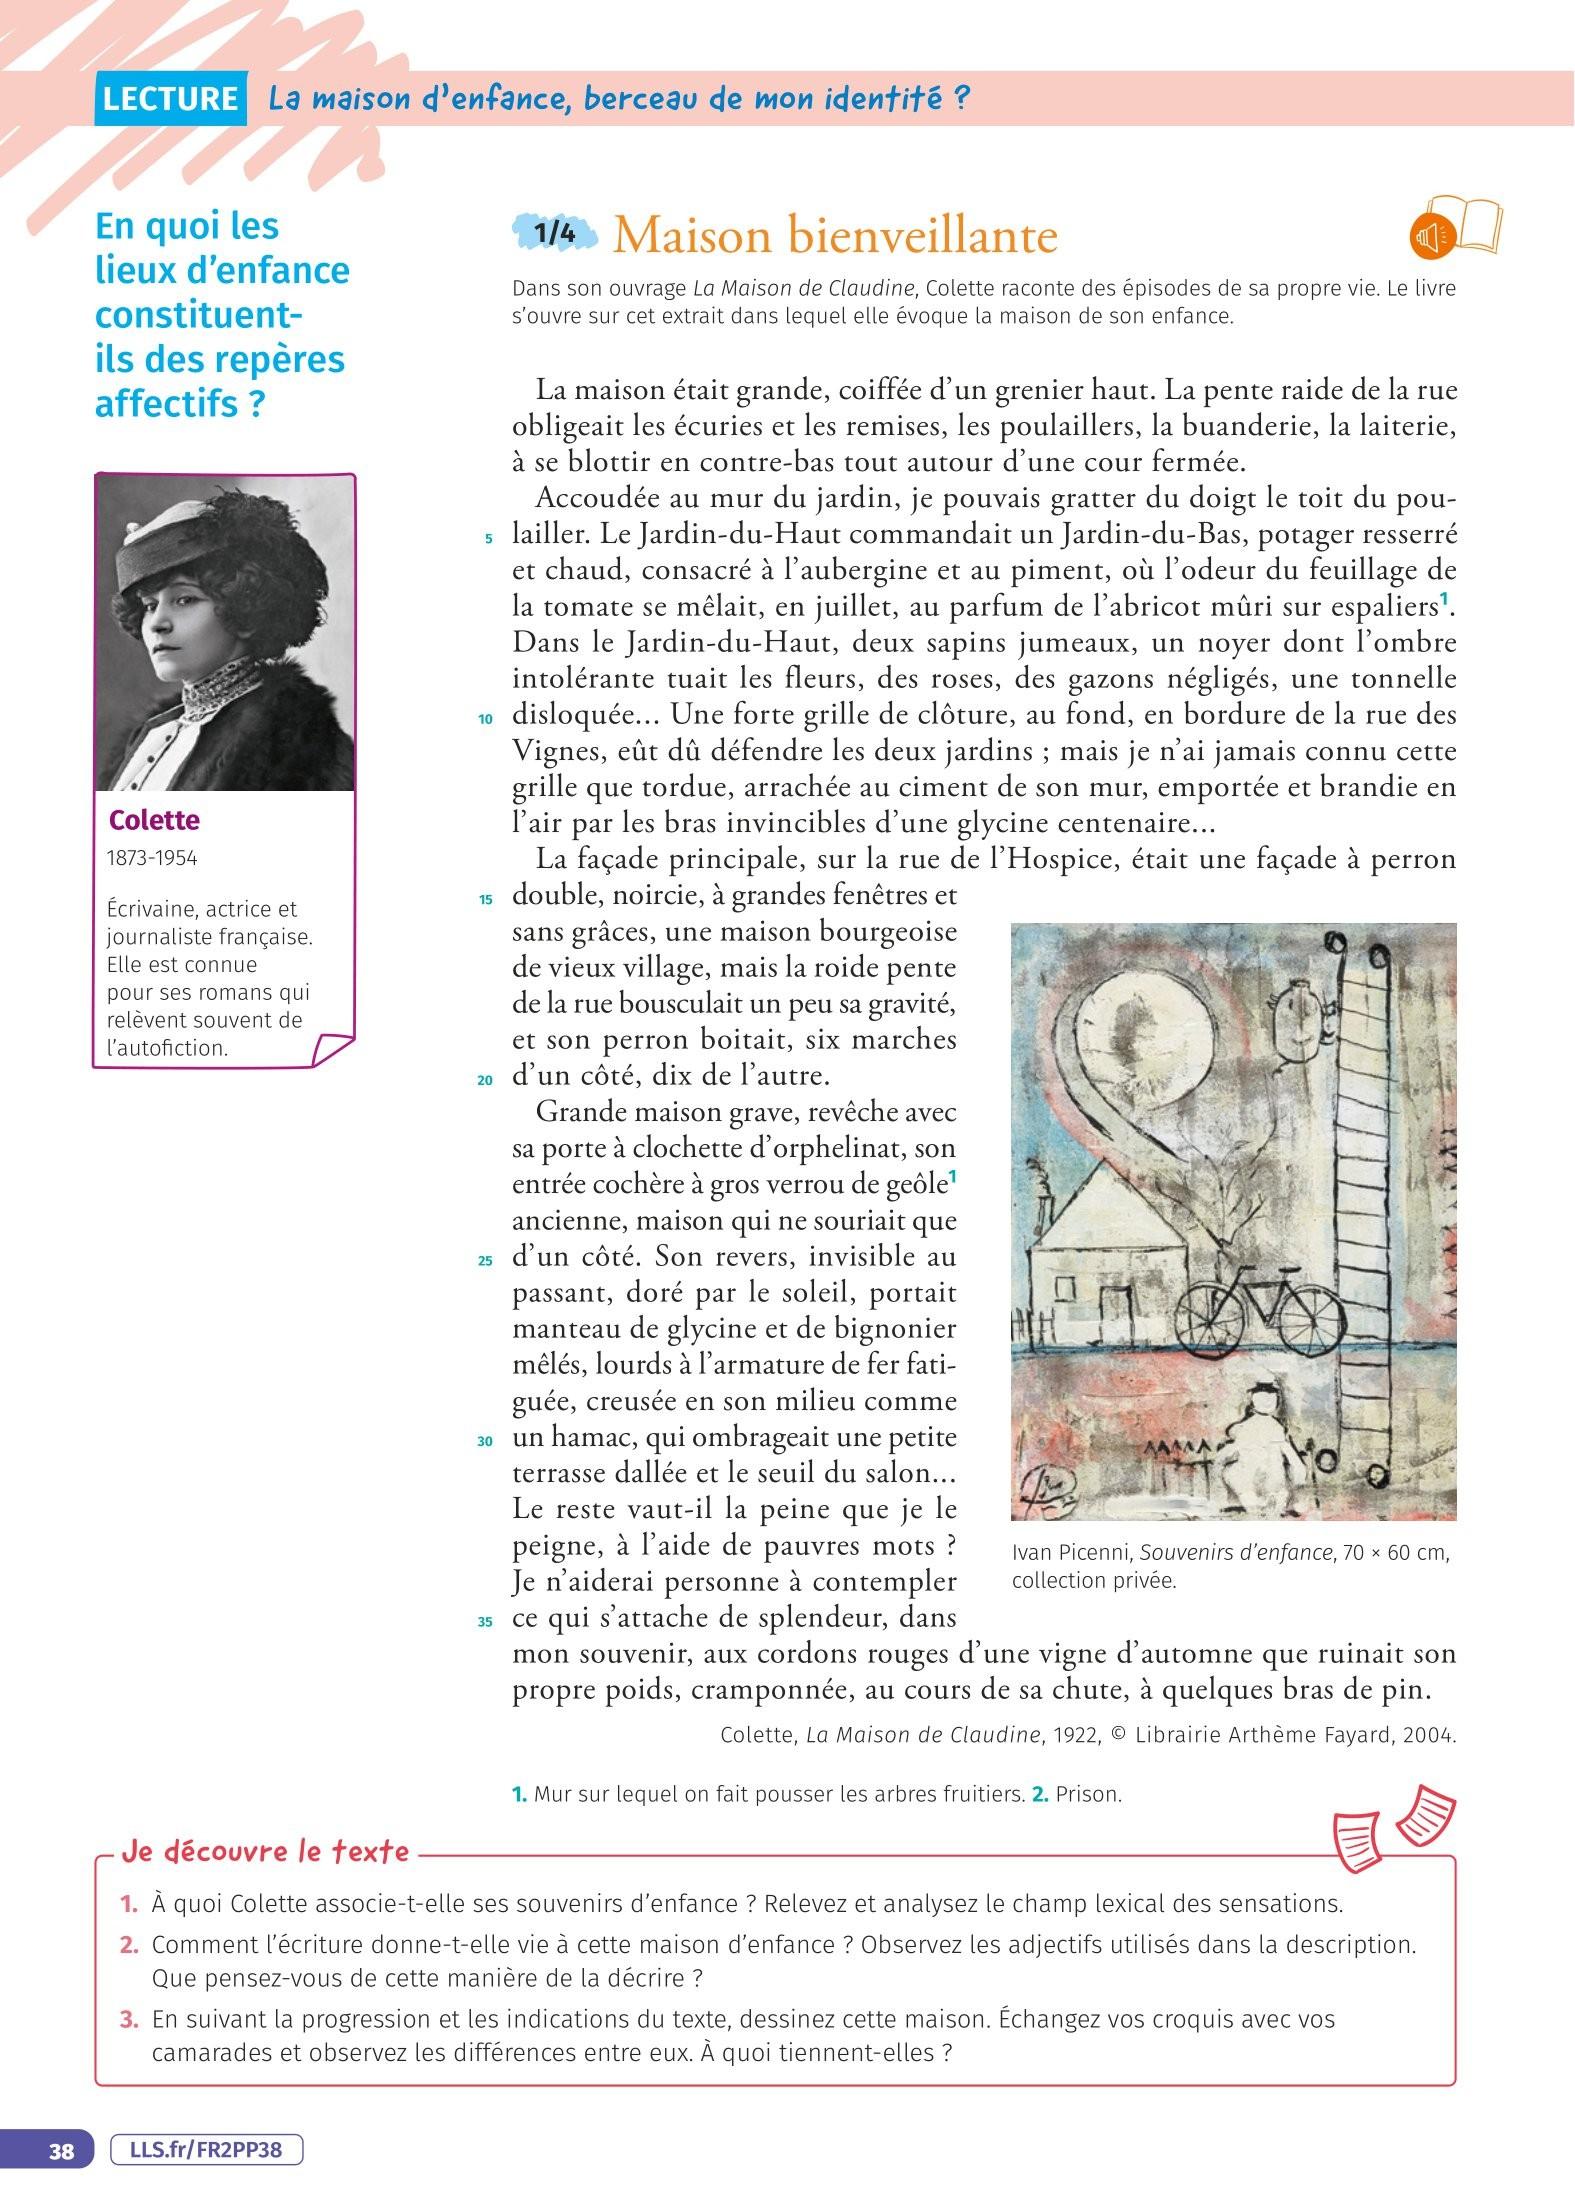 LECTURE La maison d'enfance, berceau de mon identité ?
En quoi les
lieux d'enfance
constituent-
ils des repères
affectifs ?
Colette
1873-1954
Écrivaine, actrice et
journaliste française.
Elle est connue
pour ses romans qui
relèvent souvent de
l'autofiction.
1/4 Maison bienveillante
Dans son ouvrage La Maison de Claudine, Colette raconte des épisodes de sa propre vie. Le livre
s'ouvre sur cet extrait dans lequel elle évoque la maison de son enfance.
La maison était grande, coiffée d'un grenier haut. La pente raide de la rue
obligeait les écuries et les remises, les poulaillers, la buanderie, la laiterie,
à se blottir en contre-bas tout autour d'une cour fermée.
Accoudée au mur du jardin, je pouvais gratter du doigt le toit du pou-
5 lailler. Le Jardin-du-Haut commandait un Jardin-du-Bas, potager resserré
et chaud, consacré à l'aubergine et au piment, où l'odeur du feuillage de
la tomate se mêlait, en juillet, au parfum de l'abricot mûri sur espaliers1.
Dans le Jardin-du-Haut, deux sapins jumeaux, un noyer dont l'ombre
intolérante tuait les fleurs, des roses, des gazons négligés, une tonnelle
10 disloquée... Une forte grille de clôture, au fond, en bordure de la rue des
Vignes, eût dû défendre les deux jardins ; mais je n'ai jamais connu cette
grille que tordue, arrachée au ciment de son mur, emportée et brandie en
l'air par les bras invincibles d'une glycine centenaire...
La façade principale, sur la rue de l'Hospice, était une façade à perron
15 double, noircie, à grandes fenêtres et
sans grâces, une maison bourgeoise
de vieux village, mais la roide pente
de la rue bousculait un peu sa gravité,
et son perron boitait, six marches
20 d'un côté, dix de l'autre.
Grande maison grave, revêche avec
sa porte à clochette d'orphelinat, son
entrée cochère à gros verrou de geôle1
ancienne, maison qui ne souriait que
25 d'un côté. Son revers, invisible au
passant, doré par le soleil, portait
manteau de glycine et de bignonier
mêlés, lourds à l'armature de fer fati-
guée, creusée en son milieu comme
30 un hamac, qui ombrageait une petite
terrasse dallée et le seuil du salon...
Le reste vaut-il la peine que je le
peigne, à l'aide de pauvres mots ?
Je n'aiderai personne à contempler
35 ce qui s'attache de splendeur, dans
mon souvenir, aux cordons rouges d'une vigne d'automne que ruinait son
propre poids, cramponnée, au cours de sa chute, à quelques bras de pin.
Colette, La Maison de Claudine, 1922, © Librairie Arthème Fayard, 2004.
Ivan Picenni, Souvenirs d'enfance, 70 × 60 cm,
collection privée.
1. Mur sur lequel on fait pousser les arbres fruitiers. 2. Prison.
Je découvre le texte
1. À quoi Colette associe-t-elle ses souvenirs d'enfance ? Relevez et analysez le champ lexical des sensations.
2. Comment l'écriture donne-t-elle vie à cette maison d'enfance ? Observez les adjectifs utilisés dans la description.
Que pensez-vous de cette manière de la décrire ?
3. En suivant la progression et les indications du texte, dessinez cette maison. Échangez vos croquis avec vos
camarades et observez les différences entre eux. À quoi tiennent-elles ?
38 LLS.fr/FR2PP38